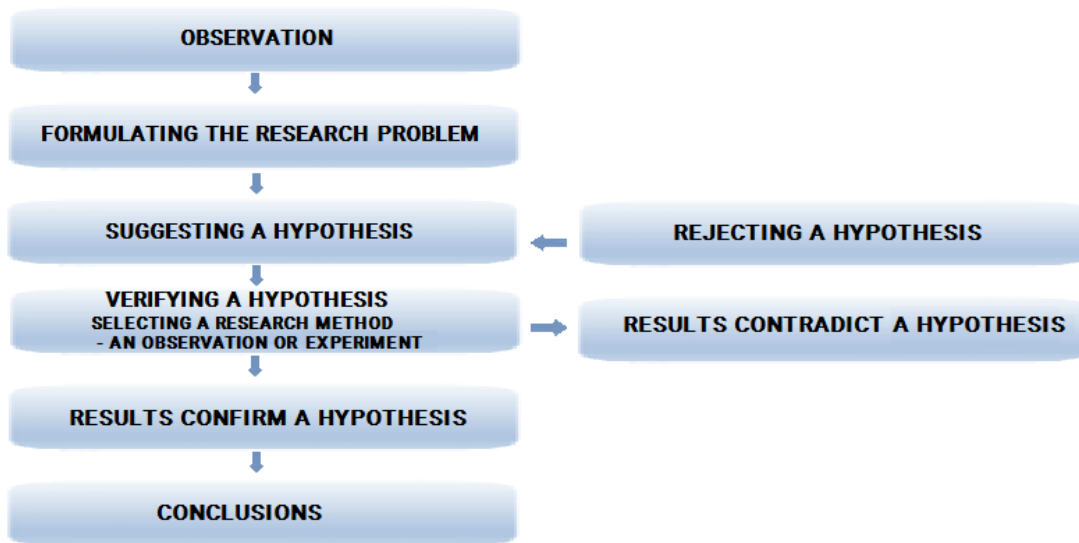 OBSERVATION
FORMULATING THE RESEARCH PROBLEM
SUGGESTING A HYPOTHESIS
REJECTING A HYPOTHESIS
VERIFYING A HYPOTHESIS
SELECTING A RESEARCH METHOD
- AN OBSERVATION OR EXPERIMENT
RESULTS CONTRADICT A HYPOTHESIS
RESULTS CONFIRM A HYPOTHESIS
CONCLUSIONS